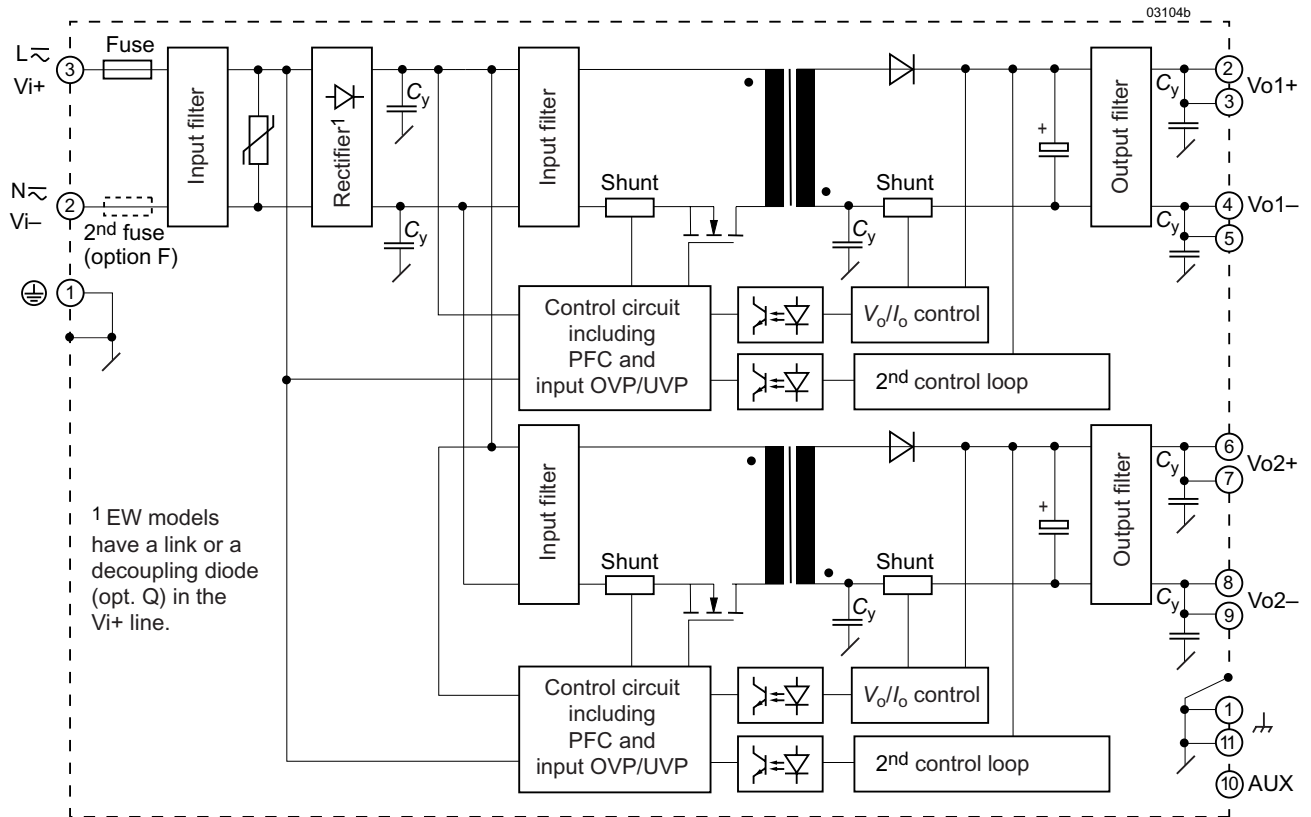 03104b
L
Fuse
3
Vi+
Input filter
Rectifier1
Cy
Input filter
+
Output filter
Cy
2
Vo1+
3
N
2
Vi–
2nd fuse
(option F)
Cy
Shunt
Shunt
Cy
4
Vo1–
Cy
5
1
Control circuit
including
PFC and
input OVP/UVP
Vo/Io control
2nd control loop
Input filter
+
Output filter
Cy
6
Vo2+
7
1 EW models
have a link or a
decoupling diode
(opt. Q) in the
Vi+ line.
Shunt
Shunt
Cy
8
Vo2–
Cy
9
Control circuit
including
PFC and
input OVP/UVP
Vo/Io control
2nd control loop
1
11
10
AUX